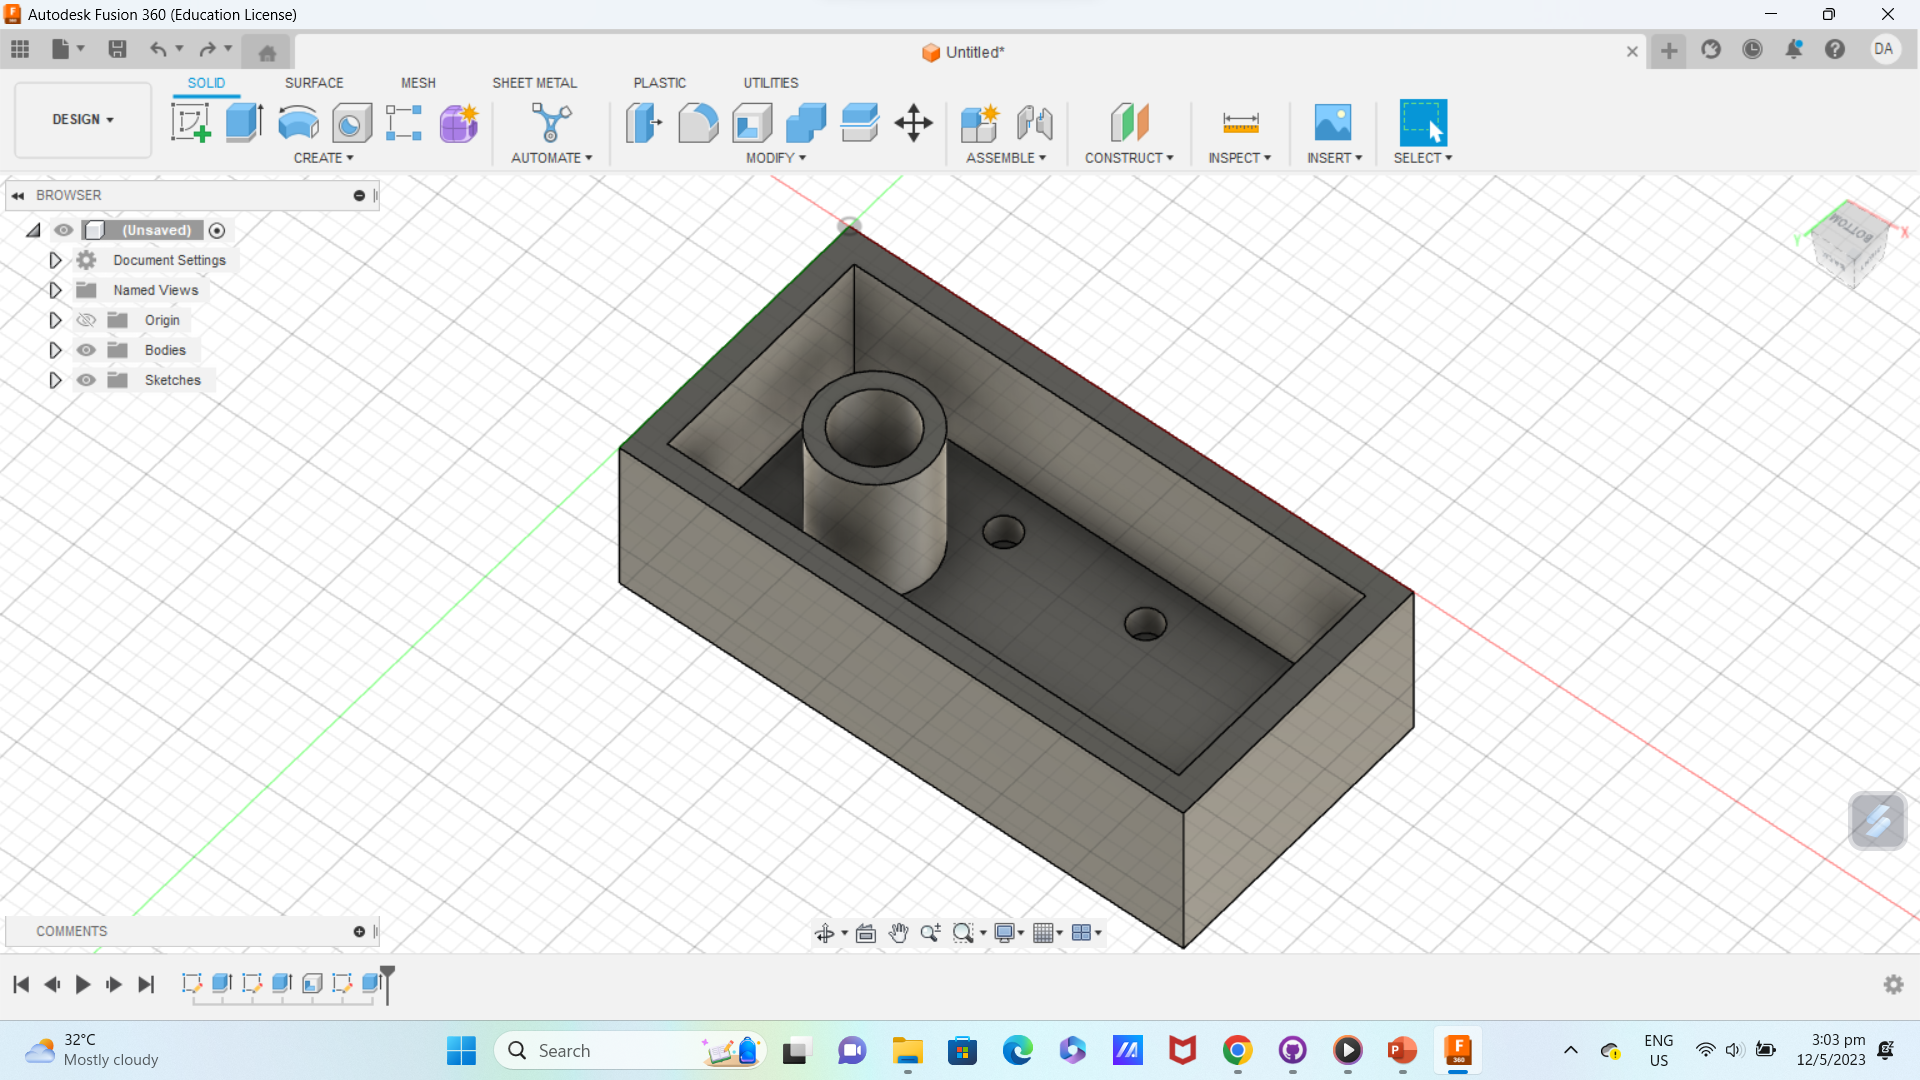 Autodesk Fusion 360 (Education License)
Untitled*
DA
SOLID SURFACE MESH SHEET METAL PLASTIC UTILITIES
DESIGN
CREATE AUTOMATE MODIFY ASSEMBLE CONSTRUCT INSPECT INSERT SELECT
BROWSER
(Unsaved)
Document Settings
Named Views
Origin
Bodies
Sketches
BOTTOM
X
Y
COMMENTS
32°C
Mostly cloudy
Search
F
360
ENG
US
3:03 pm
12/5/2023